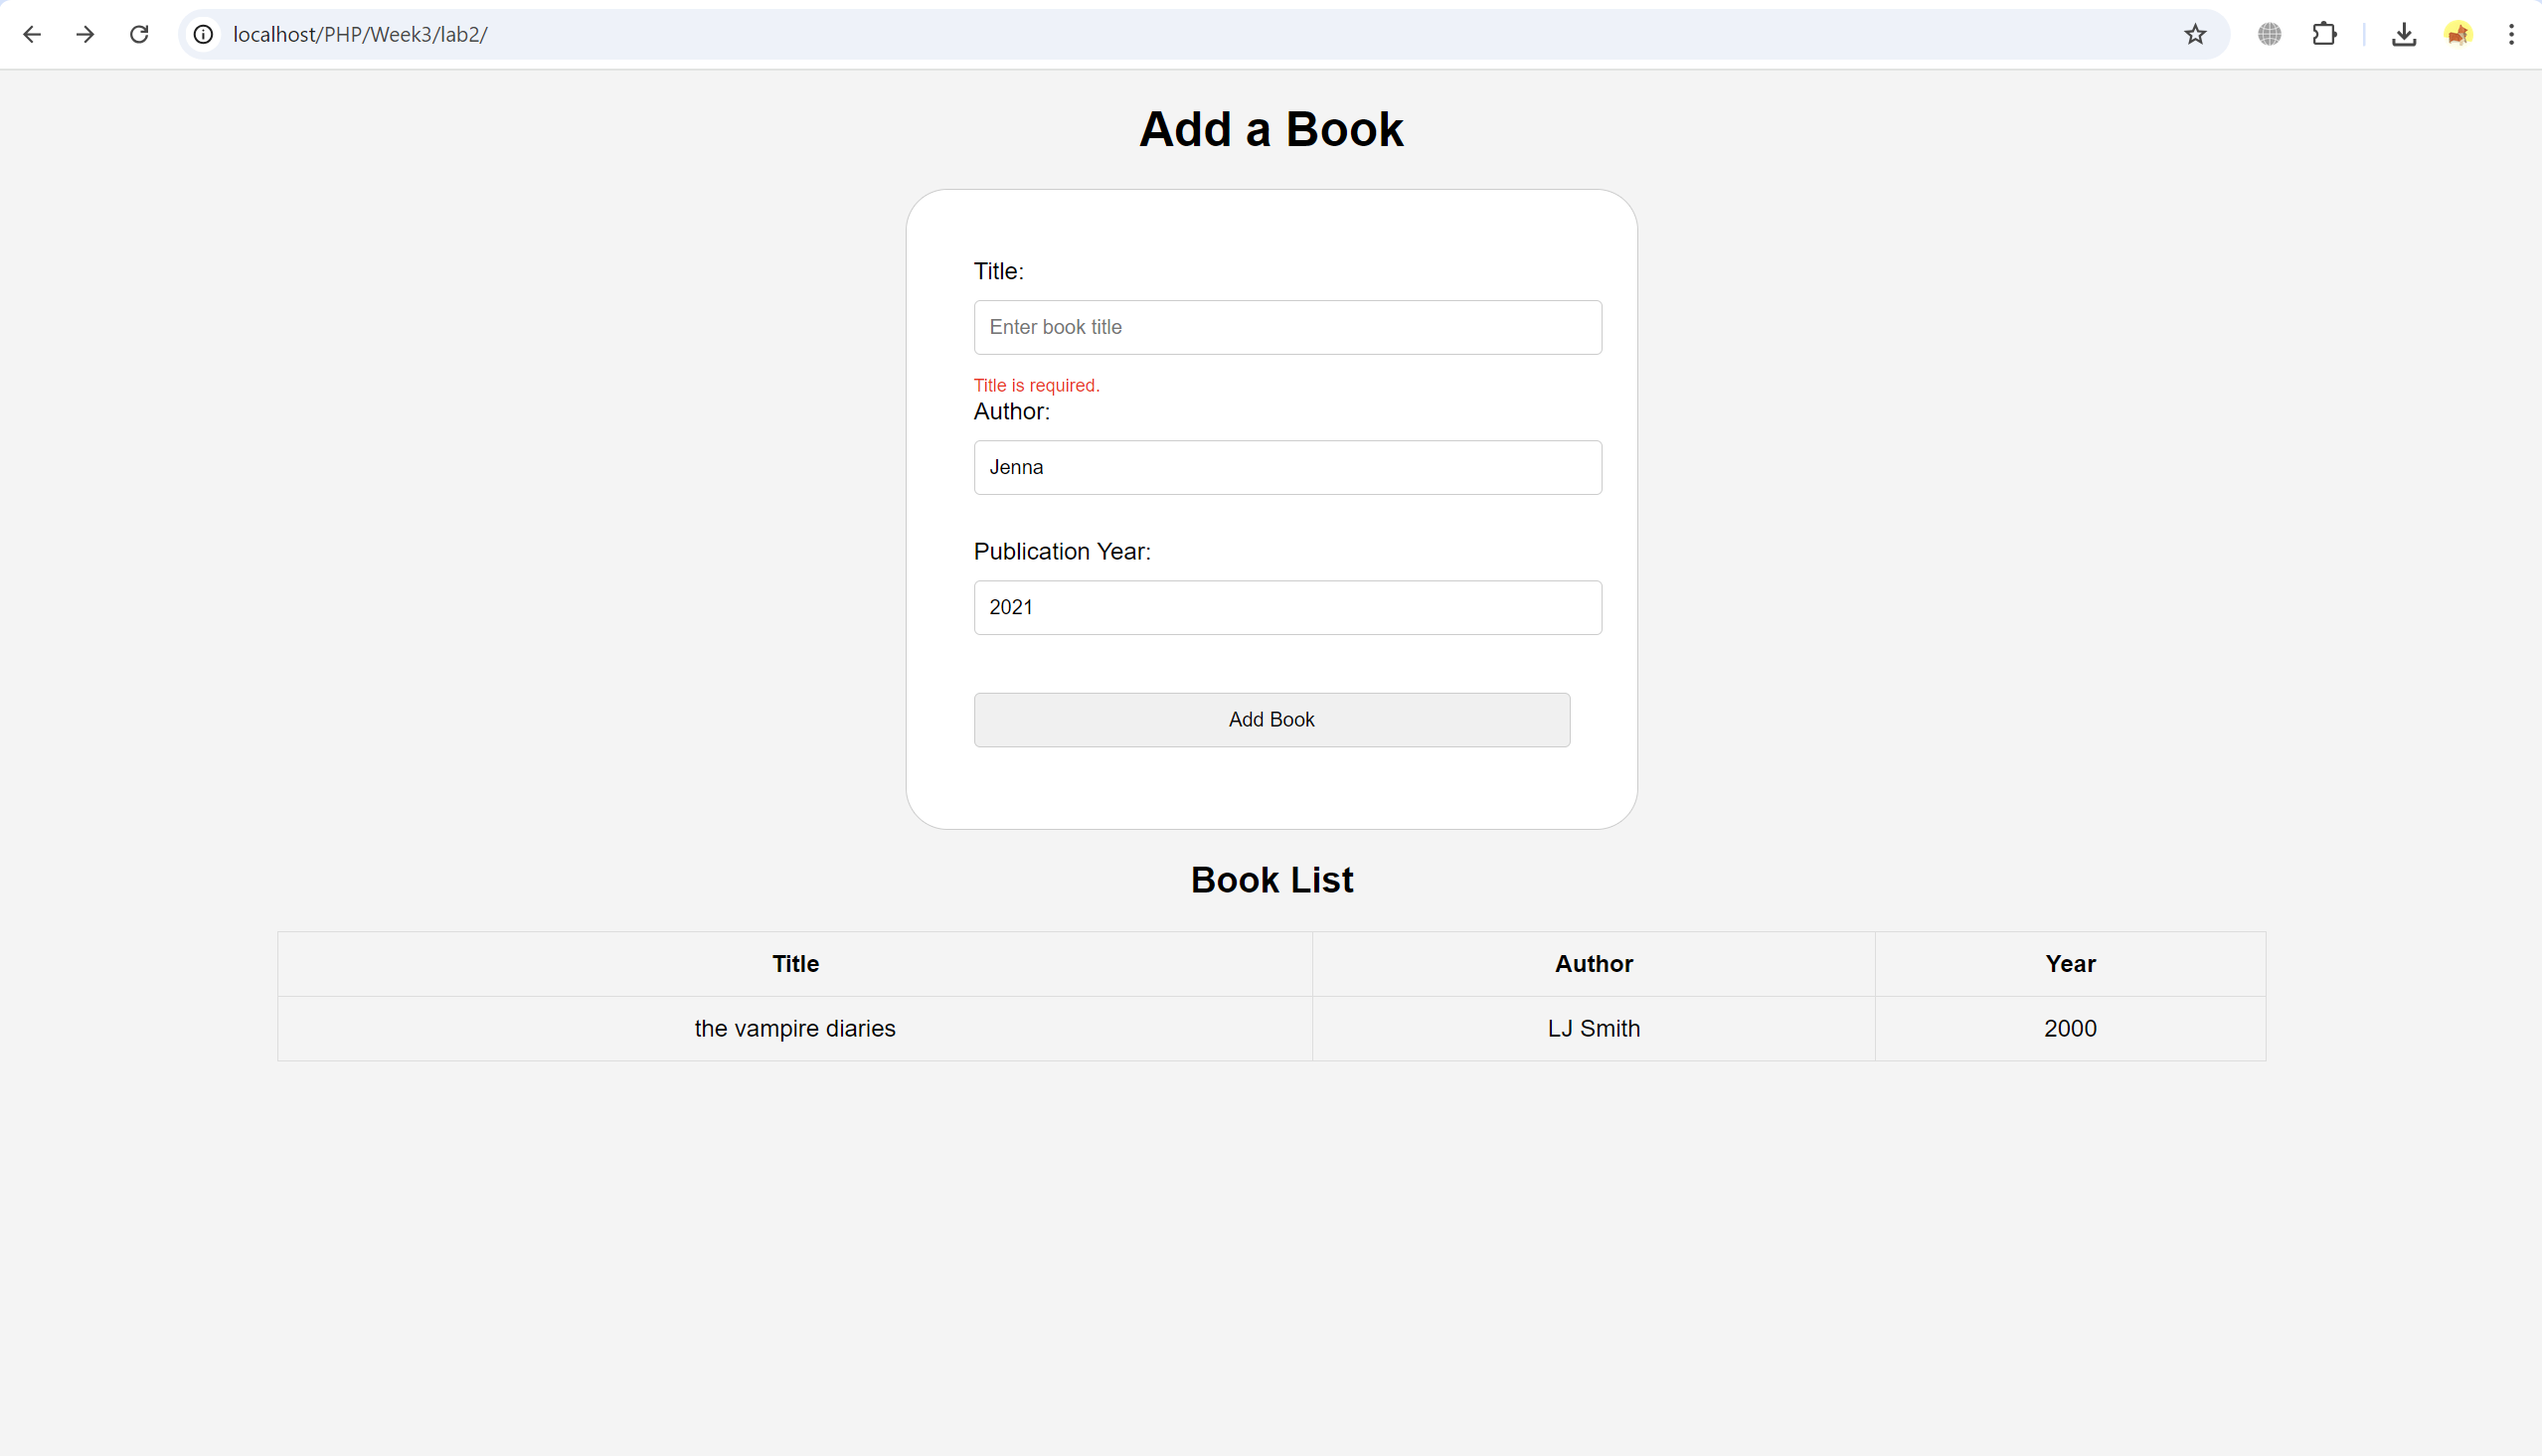 localhost/PHP/Week3/lab2/
Add a Book
Title:
Enter book title
Title is required.
Author:
Jenna
Publication Year:
2021
Add Book
Book List
Title Author Year
the vampire diaries LJ Smith 2000